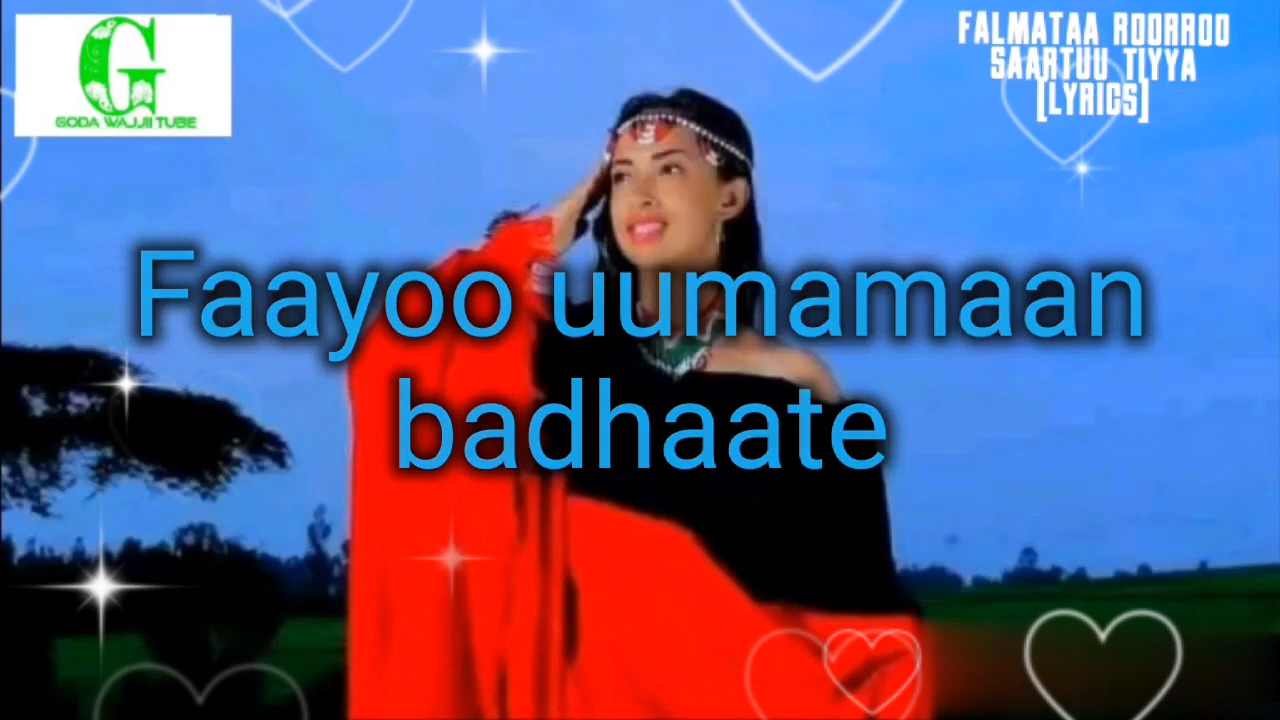 G
GODA WAJJII TUBE
FALMATAA ROORROO
SAARTUU TIYYA
[LYRICS]
Faayoo uumamaan
badhaate